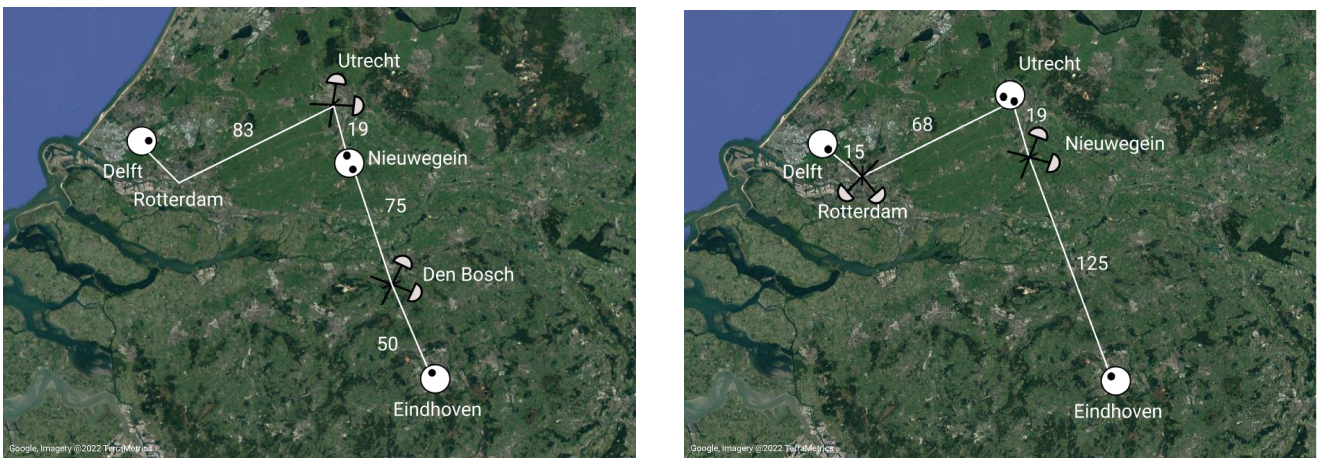 Utrecht
83
19
Delft
Nieuwegein
Rotterdam
75
Den Bosch
50
Eindhoven
Google, Imagery @2022 TerraMetrics
Utrecht
68
19
15
Nieuwegein
Delft
Rotterdam
125
Eindhoven
Google, Imagery @2022 TerraMetrics